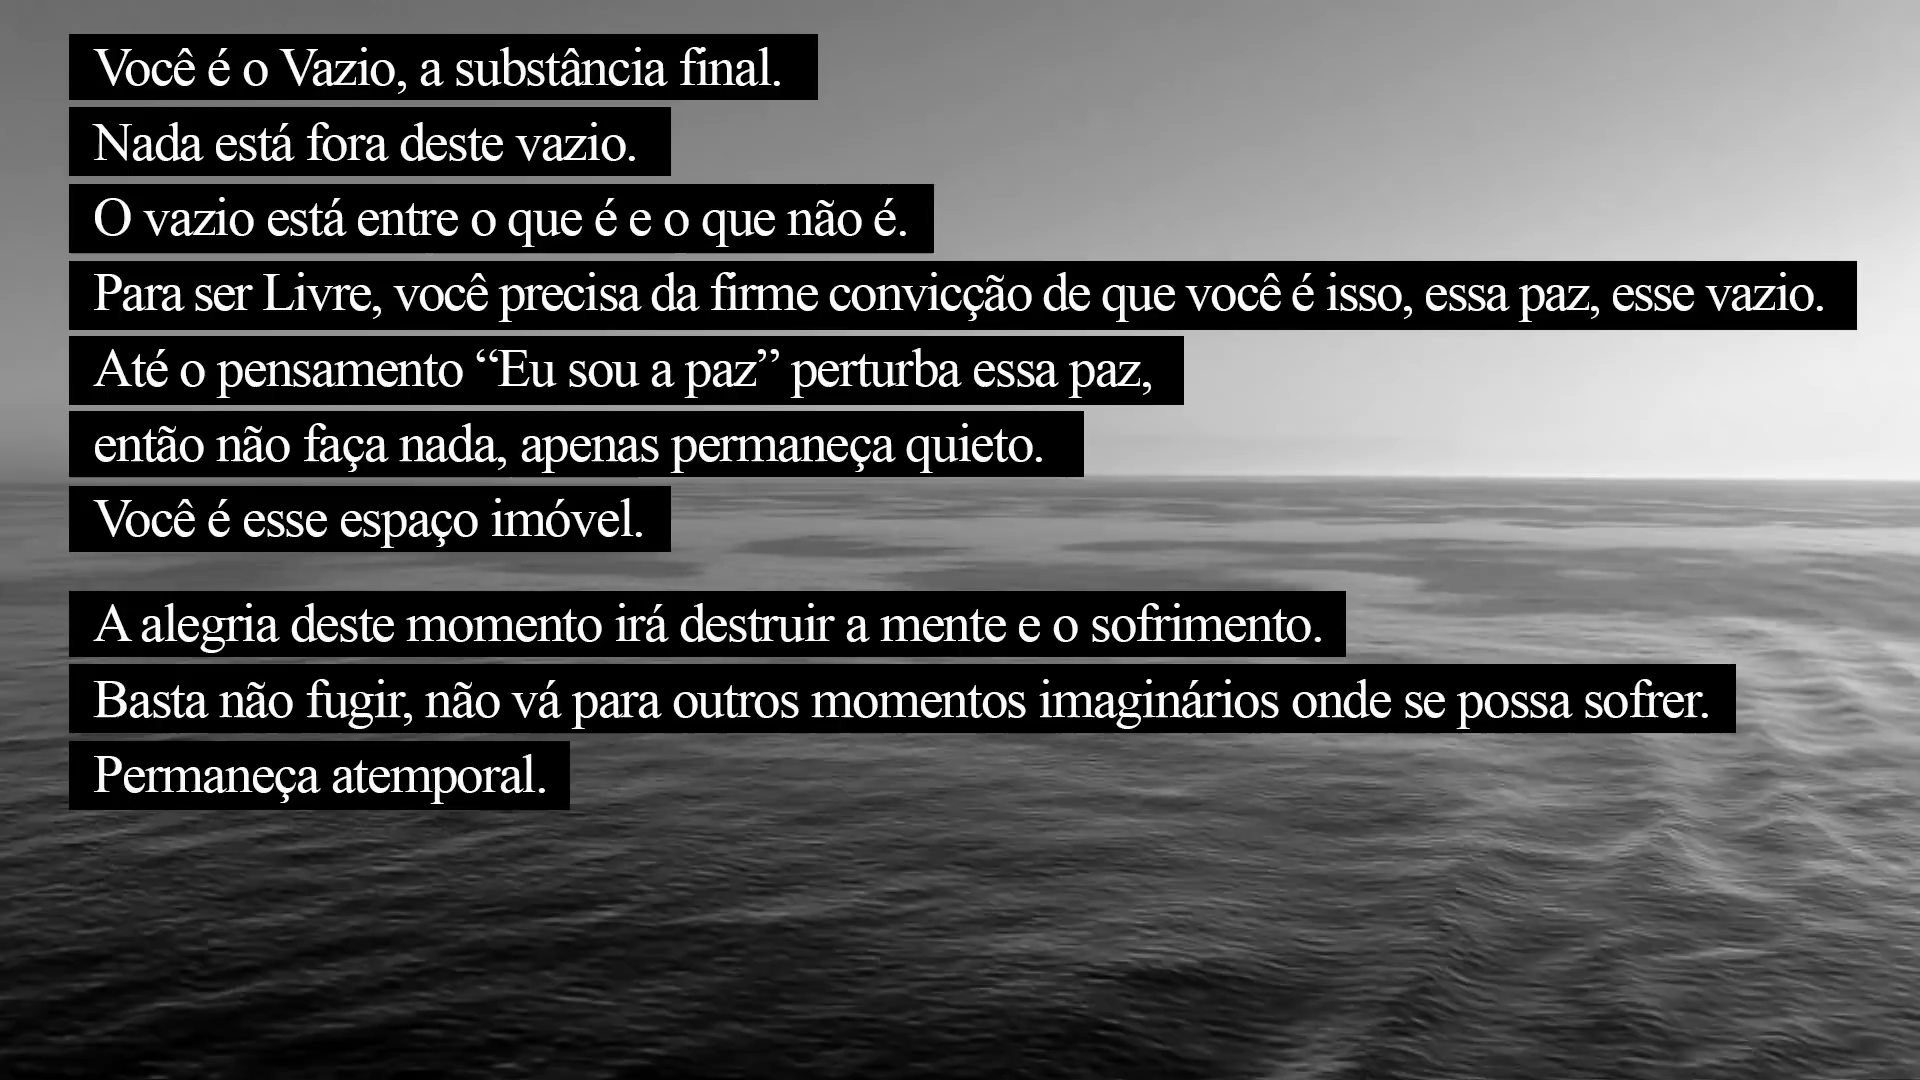 Você é o Vazio, a substância final.
Nada está fora deste vazio.
O vazio está entre o que é e o que não é.
Para ser Livre, você precisa da firme convicção de que você é isso, essa paz, esse vazio.
Até o pensamento “Eu sou a paz” perturba essa paz,
então não faça nada, apenas permaneça quieto.
Você é esse espaço imóvel.
A alegria deste momento irá destruir a mente e o sofrimento.
Basta não fugir, não vá para outros momentos imaginários onde se possa sofrer.
Permaneça atemporal.